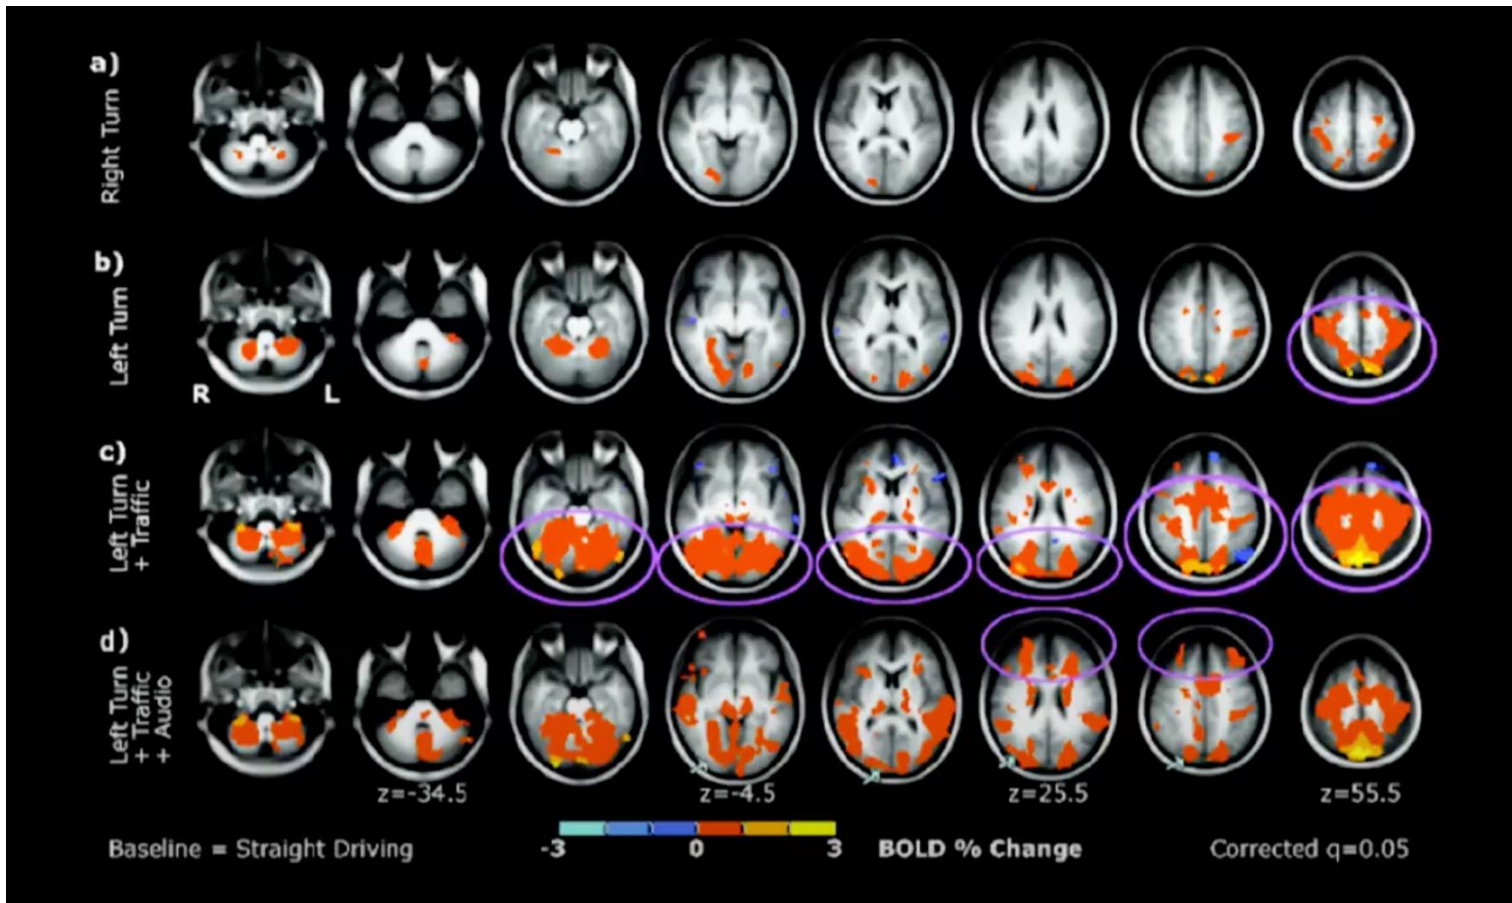 a)
Right Turn
b)
Left Turn
R L
c)
Left Turn
+ Traffic
d)
Left Turn
+ Traffic
+ Audio
z=-34.5 z=-4.5 z=25.5 z=55.5
Baseline = Straight Driving
-3 0 3
BOLD % Change
Corrected q=0.05